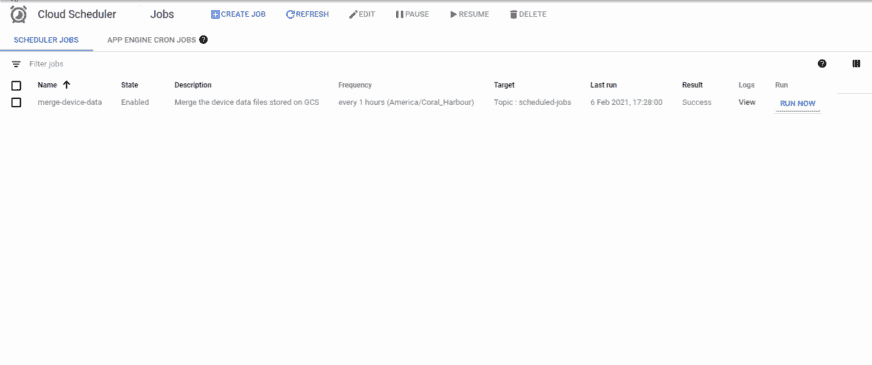 Cloud Scheduler Jobs CREATE JOB REFRESH EDIT PAUSE RESUME DELETE
SCHEDULER JOBS APP ENGINE CRON JOBS ?
Filter jobs ?
Name State Description Frequency Target Last run Result Logs Run
merge-device-data Enabled Merge the device data files stored on GCS every 1 hours (America/Coral_Harbour) Topic : scheduled-jobs 6 Feb 2021, 17:28:00 Success View RUN NOW